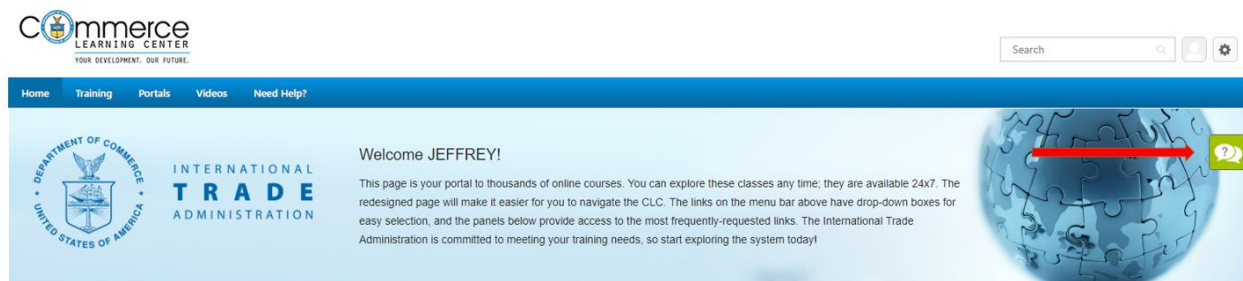 Commerce
LEARNING CENTER
YOUR DEVELOPMENT. OUR FUTURE.
Search
Home Training Portals Videos Need Help?
DEPARTMENT OF COMMERCE
UNITED STATES OF AMERICA
INTERNATIONAL
TRADE
ADMINISTRATION
Welcome JEFFREY!
This page is your portal to thousands of online courses. You can explore these classes any time; they are available 24x7. The
redesigned page will make it easier for you to navigate the CLC. The links on the menu bar above have drop-down boxes for
easy selection, and the panels below provide access to the most frequently-requested links. The International Trade
Administration is committed to meeting your training needs, so start exploring the system today!
?